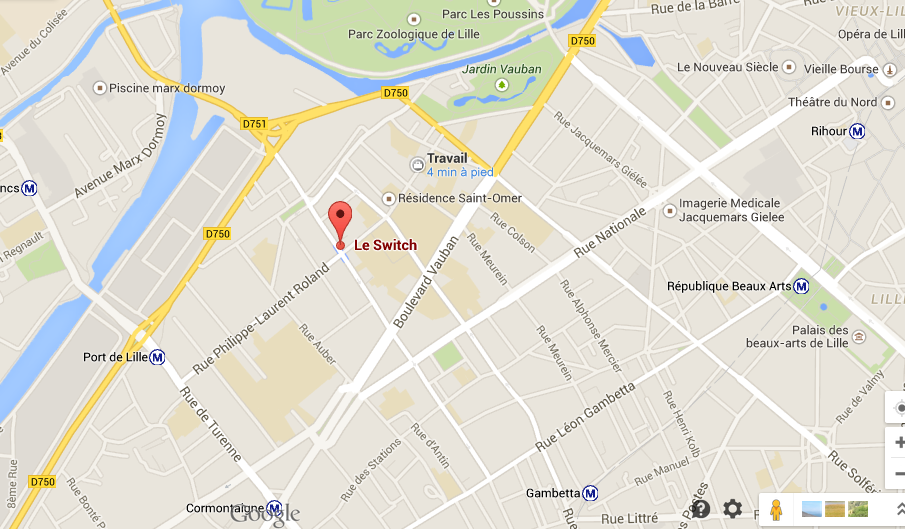 Avenue du Colisée
Parc Les Poussins
Rue de la Barre
VIEUX-LIL
Parc Zoologique de Lille
D750
Opéra de Lille
Jardin Vauban
Le Nouveau Siècle
Vieille Bourse
Piscine marx dormoy
D750
Théâtre du Nord
D751
Rue Jacquemars Giélée
Rihour M
Avenue Marx Dormoy
Travail
4 min à pied
ncs M
Résidence Saint-Omer
Imagerie Medicale
Jacquemars Gielee
Regnault
D750
Le Switch
Rue Colson
Rue Nationale
Rue Meurein
Boulevard Vauban
Rue Philippe-Laurent Roland
République Beaux Arts M
LILLE
Rue Alphonse Mercier
Rue Auber
Rue Meurein
Palais des
beaux-arts de Lille
Port de Lille M
Rue de Turenne
Rue Léon Gambetta
Rue de Valmy
Rue Henri Kolb
Rue d'Antin
Rue des Stations
Rue Manuel
Rue Solfér
8ème Rue
D750
Rue Bonté
Gambetta M
Cormontaigne M
Google
Rue Littré